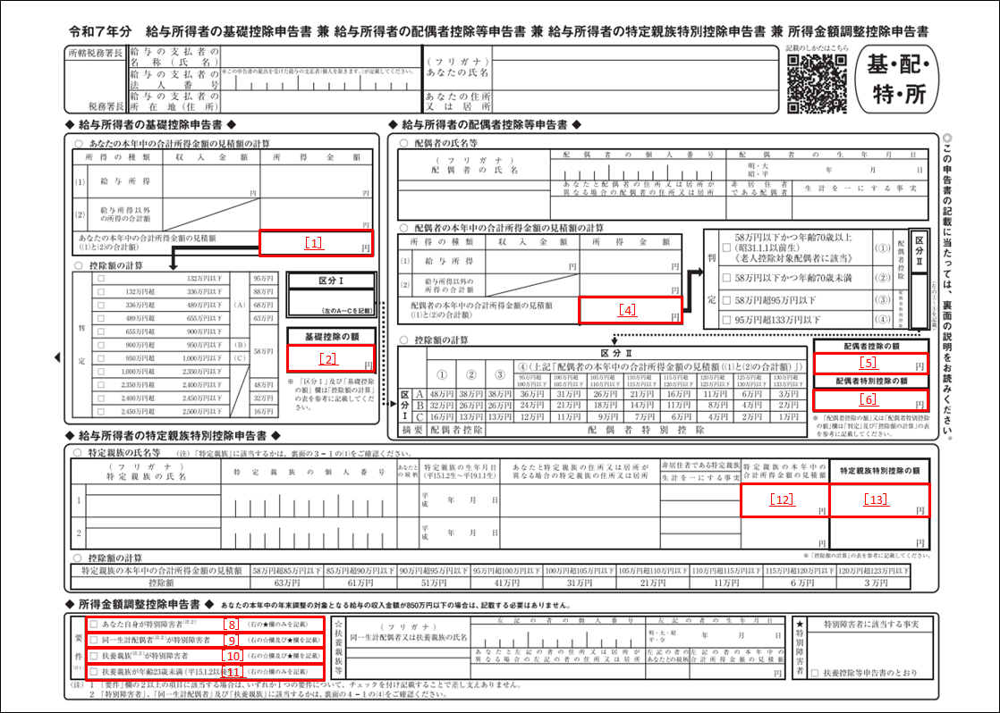 令和7年分 給与所得者の基礎控除申告書 兼 給与所得者の配偶者控除等申告書 兼 給与所得者の特定親族特別控除申告書 兼 所得金額調整控除申告書
所轄税務署長
税務署長
給与の支払者の名称(氏名)
給与の支払者の法人番号
※この申告書の提出を受けた給与の支払者(個人を除きます。)が記載してください。
給与の支払者の所在地(住所)
(フリガナ)
あなたの氏名
あなたの住所又は居所
記載のしかたはこちら
基・配・特・所
◆ 給与所得者の基礎控除申告書 ◆
○ あなたの本年中の合計所得金額の見積額の計算
所得の種類 収入金額 所得金額
(1) 給与所得 円 円
(2) 給与所得以外の所得の合計額 円
あなたの本年中の合計所得金額の見積額
((1)と(2)の合計額) [1] 円
○ 控除額の計算
判定
□ 132万円以下 95万円
□ 132万円超 336万円以下 88万円
□ 336万円超 489万円以下 (A) 68万円
□ 489万円超 655万円以下 63万円
□ 655万円超 900万円以下
□ 900万円超 950万円以下 (B) 58万円
□ 950万円超 1,000万円以下 (C)
□ 1,000万円超 2,350万円以下
□ 2,350万円超 2,400万円以下 48万円
□ 2,400万円超 2,450万円以下 32万円
□ 2,450万円超 2,500万円以下 16万円
区分Ⅰ
(左のA~Cを記載)
基礎控除の額
[2] 円
※ 「区分Ⅰ」及び「基礎控除の額」欄は「控除額の計算」の表を参考に記載してください。
◆ 給与所得者の配偶者控除等申告書 ◆
○ 配偶者の氏名等
(フリガナ)
配偶者の氏名
配偶者の個人番号
配偶者の生年月日
明・大
昭・平 年 月 日
あなたと配偶者の住所又は居所が異なる場合の配偶者の住所又は居所
非居住者である配偶者
生計を一にする事実
○ 配偶者の本年中の合計所得金額の見積額の計算
所得の種類 収入金額 所得金額
(1) 給与所得 円 円
(2) 給与所得以外の所得の合計額 円
配偶者の本年中の合計所得金額の見積額
((1)と(2)の合計額) [4] 円
判定
□ 58万円以下かつ年齢70歳以上
(昭31.1.1以前生)
《老人控除対象配偶者に該当》 (①)
□ 58万円以下かつ年齢70歳未満 (②)
□ 58万円超95万円以下 (③)
□ 95万円超133万円以下 (④)
配偶者控除
配偶者特別控除
区分Ⅱ
(左の①~④を記載)
○ 控除額の計算
区分Ⅱ
① ② ③ ④(上記「配偶者の本年中の合計所得金額の見積額((1)と(2)の合計額)」)
95万円超100万円以下 100万円超105万円以下 105万円超110万円以下 110万円超115万円以下 115万円超120万円以下 120万円超125万円以下 125万円超130万円以下 130万円超133万円以下
区分Ⅰ
A 48万円 38万円 38万円 36万円 31万円 26万円 21万円 16万円 11万円 6万円 3万円
B 32万円 26万円 26万円 24万円 21万円 18万円 14万円 11万円 8万円 4万円 2万円
C 16万円 13万円 13万円 12万円 11万円 9万円 7万円 6万円 4万円 2万円 1万円
摘要 配偶者控除 配偶者特別控除
配偶者控除の額
[5] 円
配偶者特別控除の額
[6] 円
※ 「配偶者控除の額」又は「配偶者特別控除の額」欄は「判定」及び「控除額の計算」の表を参考に記載してください。
◎この申告書の記載に当たっては、裏面の説明をお読みください。
◆ 給与所得者の特定親族特別控除申告書 ◆
○ 特定親族の氏名等 (注)「特定親族」に該当するかは、裏面の3-1の(1)をご確認ください。
(フリガナ)
特定親族の氏名
特定親族の個人番号
あなたとの続柄
特定親族の生年月日
(平15.1.2生~平19.1.1生)
あなたと特定親族の住所又は居所が異なる場合の特定親族の住所又は居所
非居住者である特定親族
生計を一にする事実
特定親族の本年中の合計所得金額の見積額
特定親族特別控除の額
1 平成 年 月 日 [12] 円 [13] 円
2 平成 年 月 日 円 円
○ 控除額の計算
※「控除額の計算」の表を参考に記載してください。
特定親族の本年中の合計所得金額の見積額 58万円超85万円以下 85万円超90万円以下 90万円超95万円以下 95万円超100万円以下 100万円超105万円以下 105万円超110万円以下 110万円超115万円以下 115万円超120万円以下 120万円超123万円以下
控除額 63万円 61万円 51万円 41万円 31万円 21万円 11万円 6万円 3万円
◆ 所得金額調整控除申告書 ◆ あなたの本年中の年末調整の対象となる給与の収入金額が850万円以下の場合は、記載する必要はありません。
要件(注1)
□ あなた自身が特別障害者(注2) [8] (右の★欄のみを記載)
□ 同一生計配偶者(注2)が特別障害者 [9] (右の☆欄及び★欄を記載)
□ 扶養親族(注2)が特別障害者 [10] (右の☆欄及び★欄を記載)
□ 扶養親族が年齢23歳未満(平15.1.2以後生) [11] (右の☆欄のみを記載)
☆扶養親族等
(フリガナ)
同一生計配偶者又は扶養親族の氏名
左記の者の個人番号
左記の者の生年月日
明・大・昭
平・令 年 月 日
あなたと左記の者の住所又は居所が異なる場合の左記の者の住所又は居所
左記の者のあなたとの続柄
左記の者の本年中の合計所得金額の見積額
円
★特別障害者
特別障害者に該当する事実
□ 扶養控除等申告書のとおり
(注) 1 「要件」欄の2以上の項目に該当する場合は、いずれか1つの要件について、チェックを付け記載することで差し支えありません。
2 「特別障害者」、「同一生計配偶者」及び「扶養親族」に該当するかは、裏面の4-1の(4)をご確認ください。